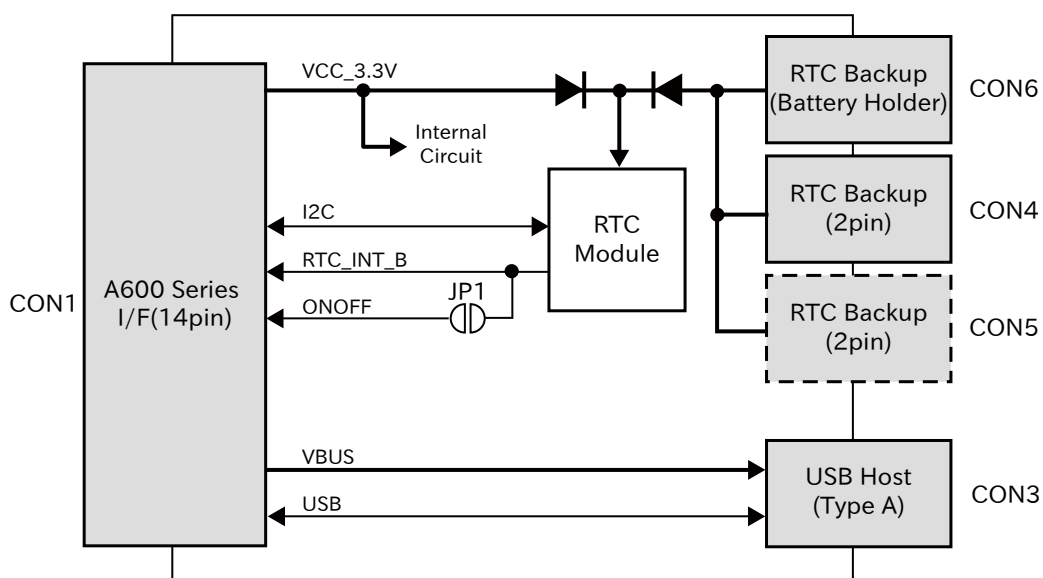 VCC_3.3V
RTC Backup
(Battery Holder)
CON6
Internal
Circuit
RTC Backup
(2pin)
CON4
I2C
RTC
Module
RTC_INT_B
CON1
A600 Series
I/F(14pin)
JP1
ONOFF
RTC Backup
(2pin)
CON5
VBUS
USB Host
(Type A)
CON3
USB